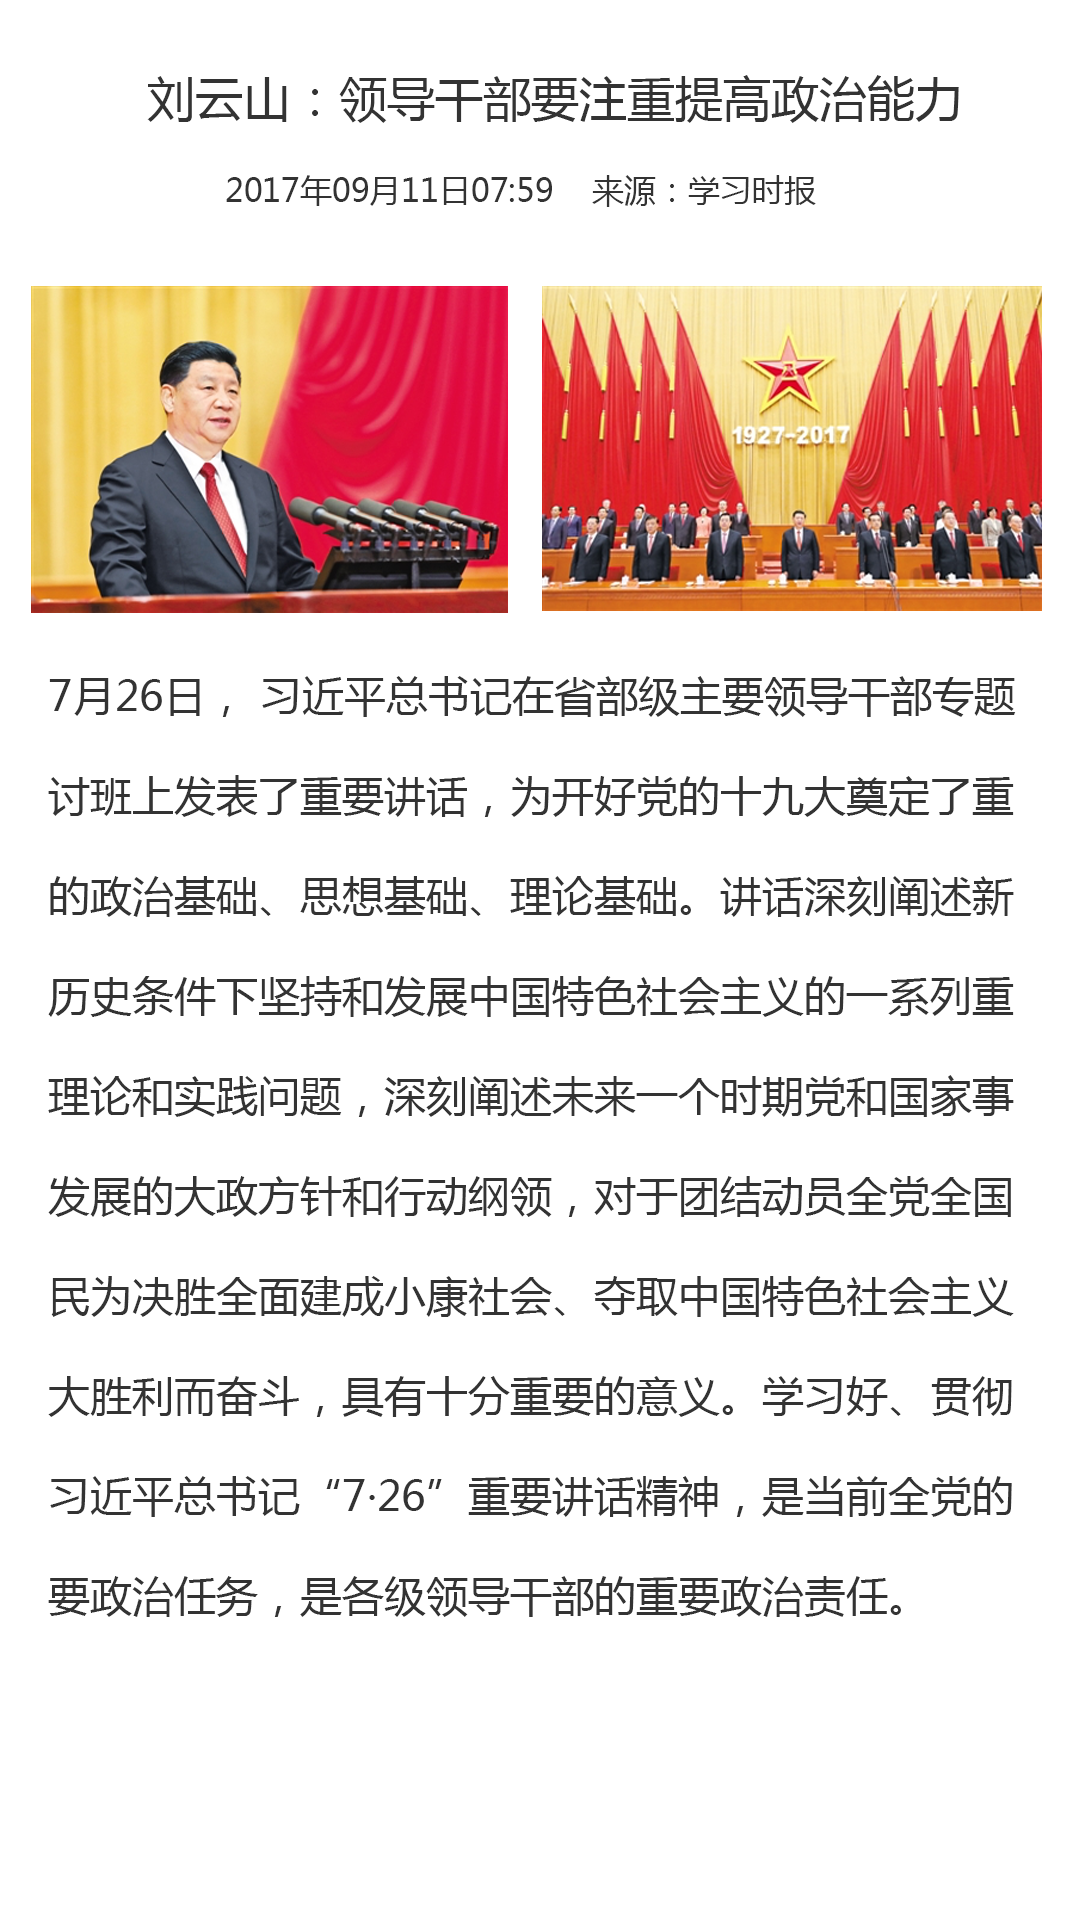 刘云山：领导干部要注重提高政治能力
2017年09月11日07:59 来源：学习时报
1927-2017
7月26日， 习近平总书记在省部级主要领导干部专题
讨班上发表了重要讲话，为开好党的十九大奠定了重
的政治基础、思想基础、理论基础。讲话深刻阐述新
历史条件下坚持和发展中国特色社会主义的一系列重
理论和实践问题，深刻阐述未来一个时期党和国家事
发展的大政方针和行动纲领，对于团结动员全党全国
民为决胜全面建成小康社会、夺取中国特色社会主义
大胜利而奋斗，具有十分重要的意义。学习好、贯彻
习近平总书记“7·26”重要讲话精神，是当前全党的
要政治任务，是各级领导干部的重要政治责任。